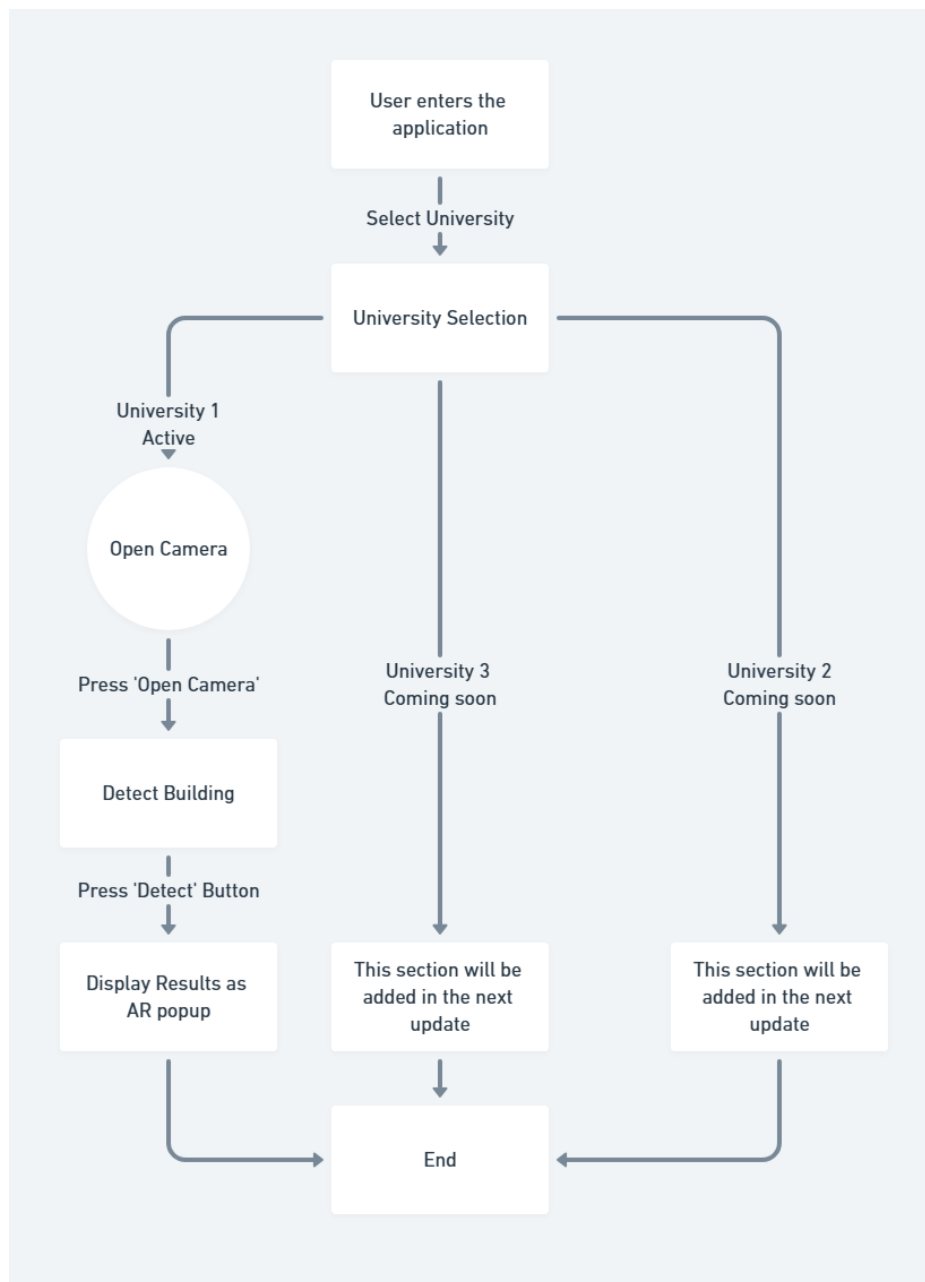 User enters the
application
Select University
University Selection
University 1
Active
Open Camera
Press 'Open Camera'
University 3
Coming soon
University 2
Coming soon
Detect Building
Press 'Detect' Button
Display Results as
AR popup
This section will be
added in the next
update
This section will be
added in the next
update
End